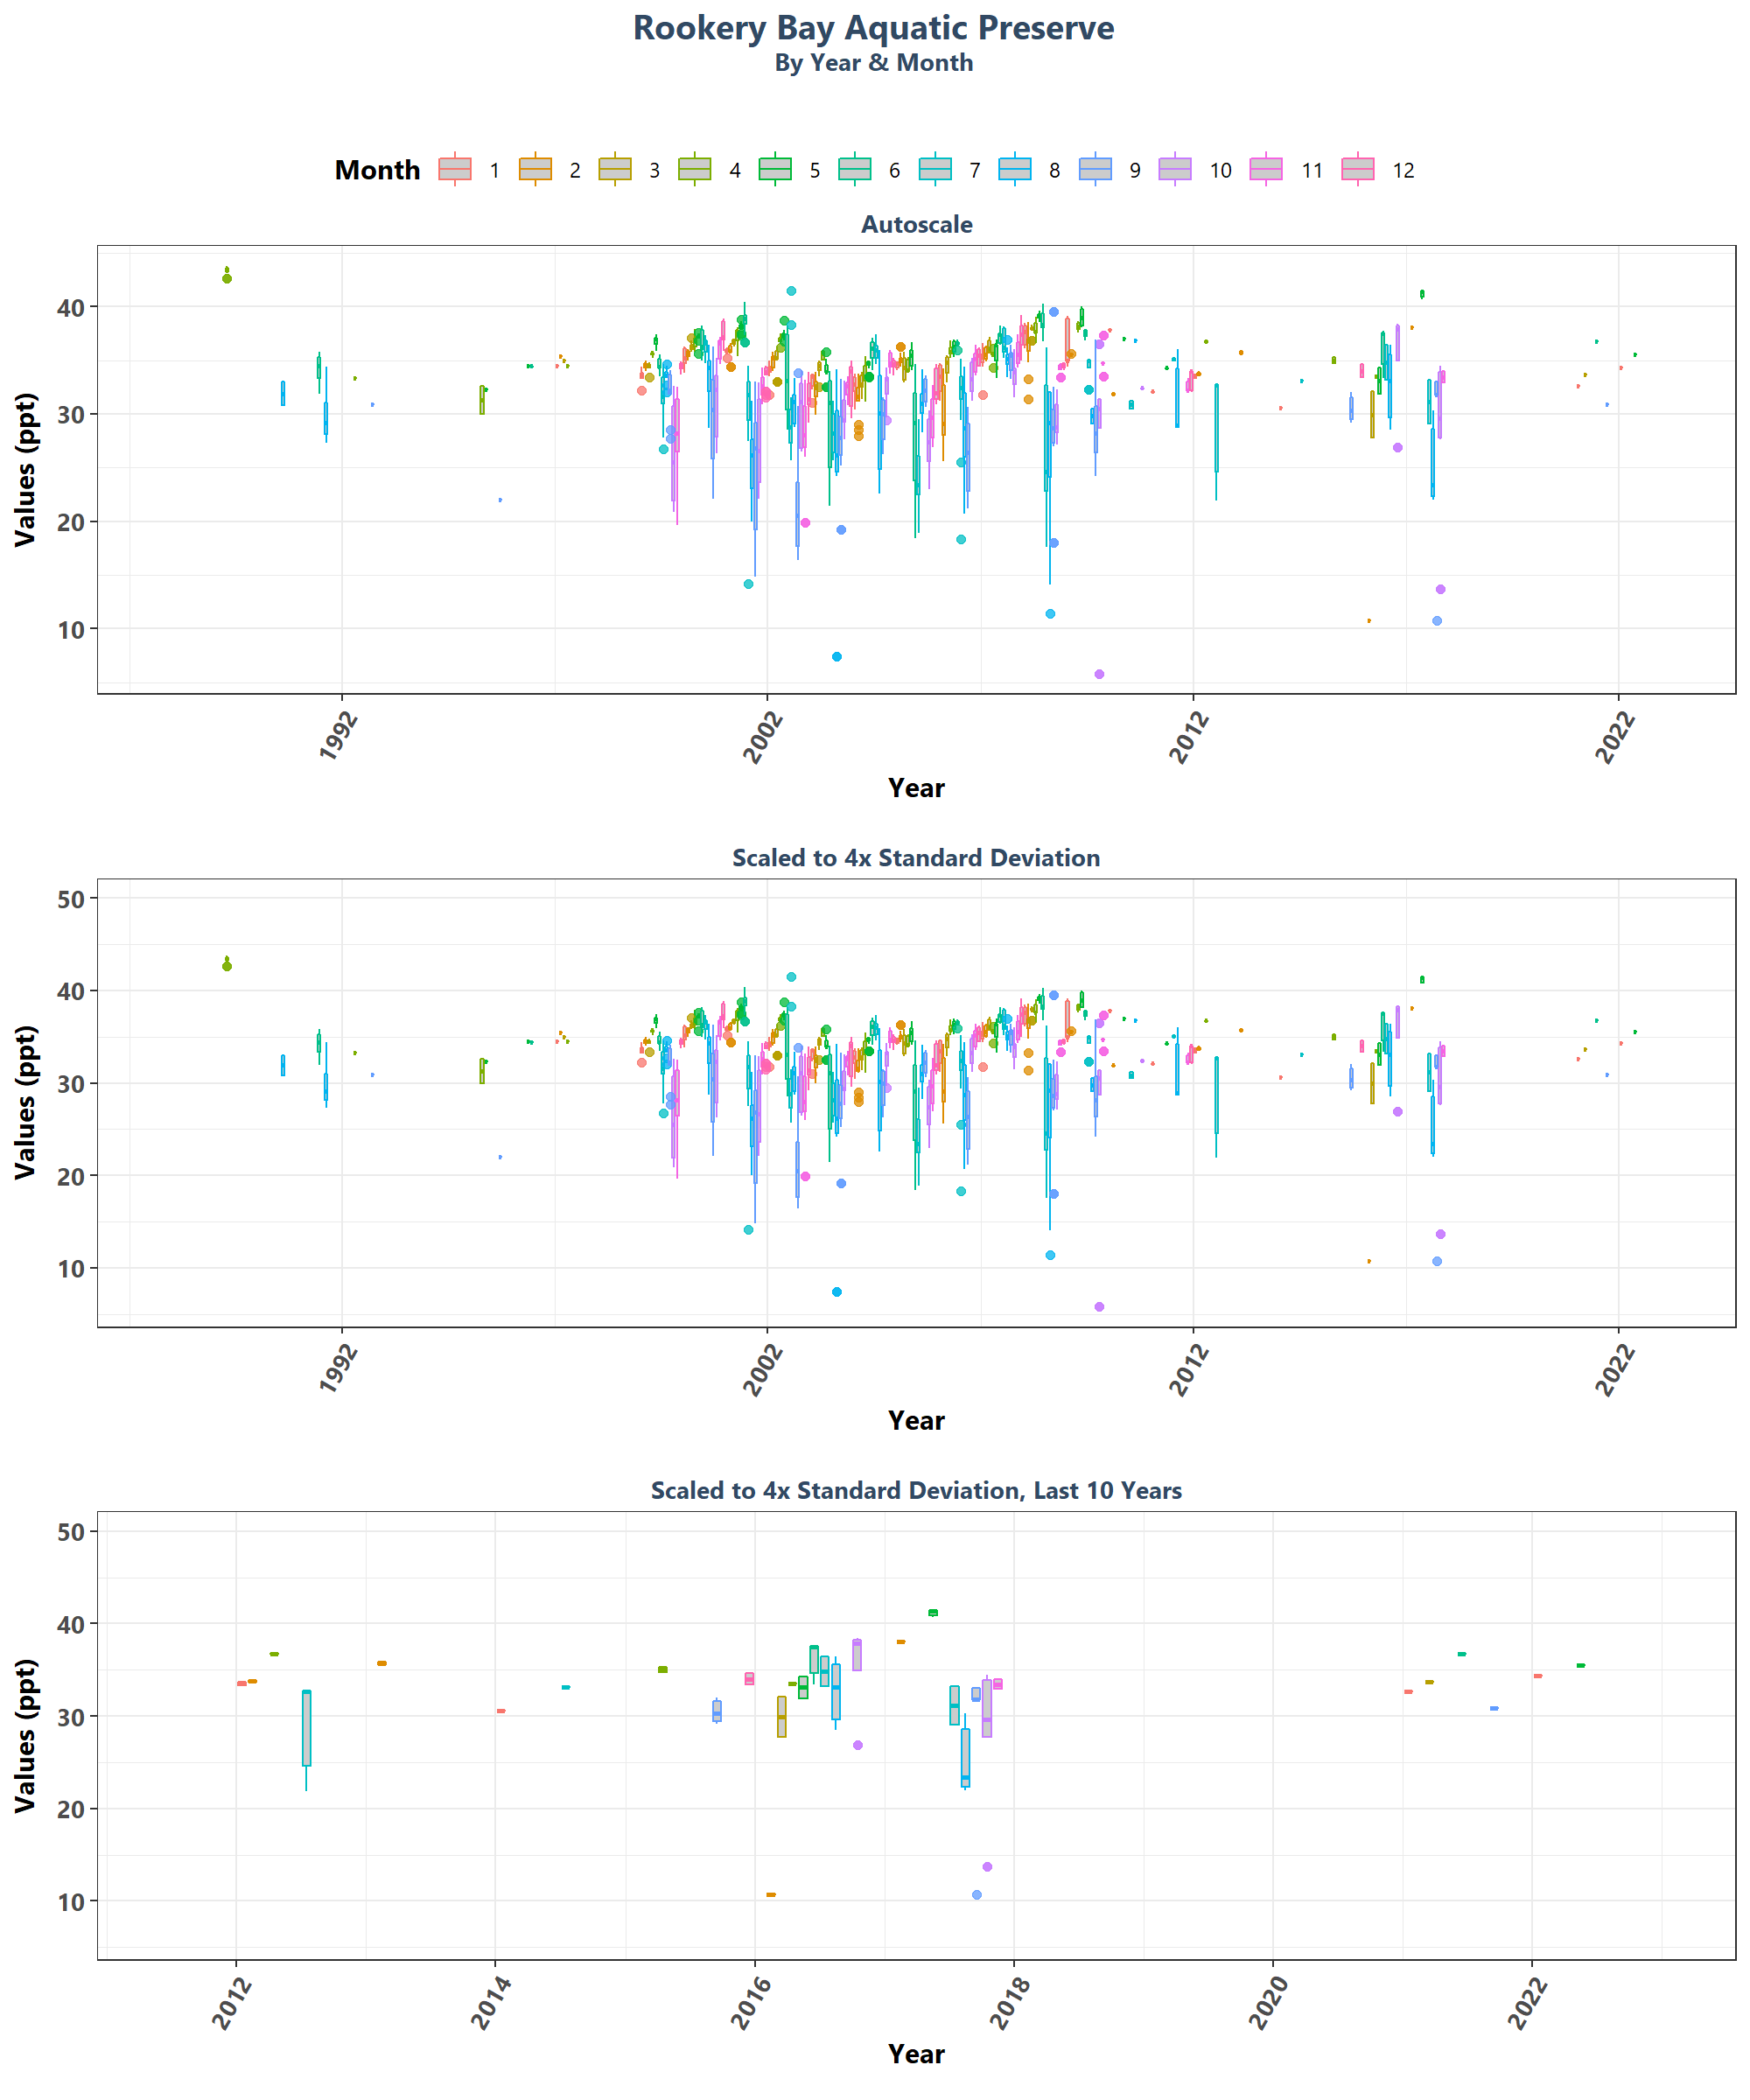 Rookery Bay Aquatic Preserve
By Year & Month
Month 1 2 3 4 5 6 7 8 9 10 11 12
Autoscale
Values (ppt)
40
30
20
10
1992 2002 2012 2022
Year
Scaled to 4x Standard Deviation
Values (ppt)
50
40
30
20
10
1992 2002 2012 2022
Year
Scaled to 4x Standard Deviation, Last 10 Years
Values (ppt)
50
40
30
20
10
2012 2014 2016 2018 2020 2022
Year